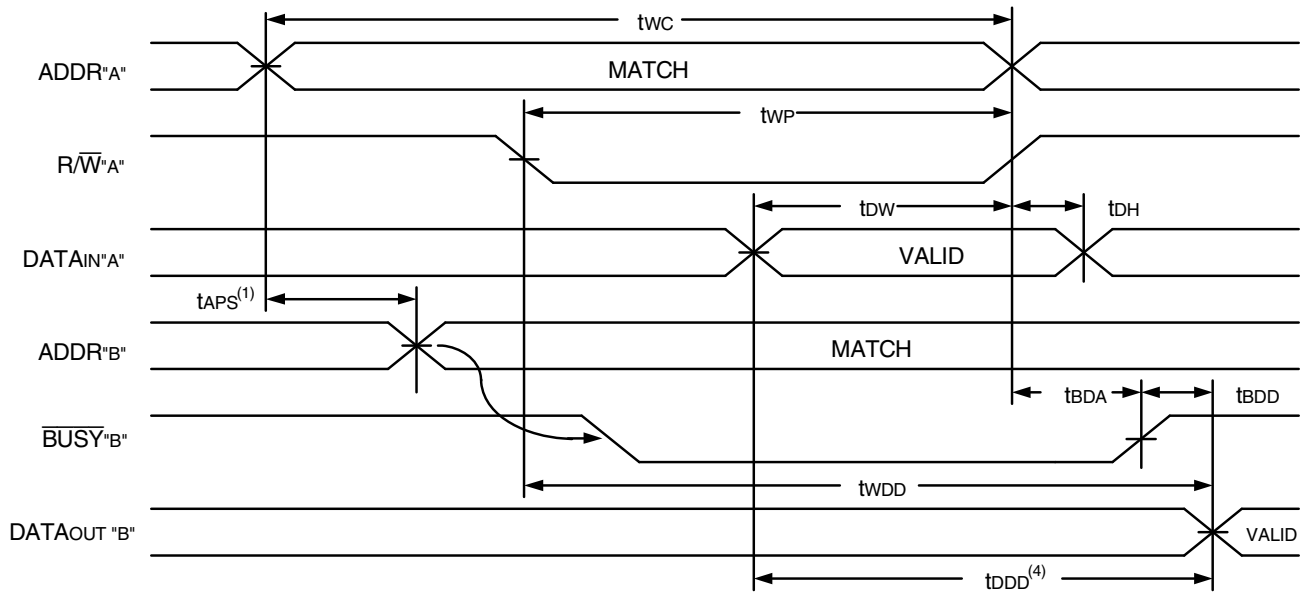 tWC
ADDR"A"
MATCH
tWP
R/W̅"A"
tDW
tDH
DATAIN"A"
VALID
tAPS(1)
ADDR"B"
MATCH
tBDA
tBDD
B̅U̅S̅Y̅"B"
tWDD
DATAOUT "B"
VALID
tDDD(4)